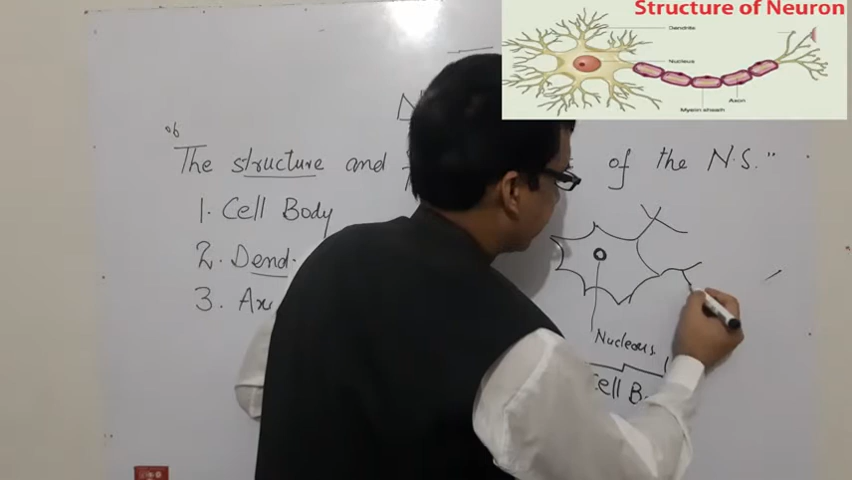 Structure of Neuron
Dendrite
Nucleus
Axon
Myelin sheath
The structure and of the N.S."
1. Cell Body
2. Dend.
3. Ax
Nucleous.
Cell B